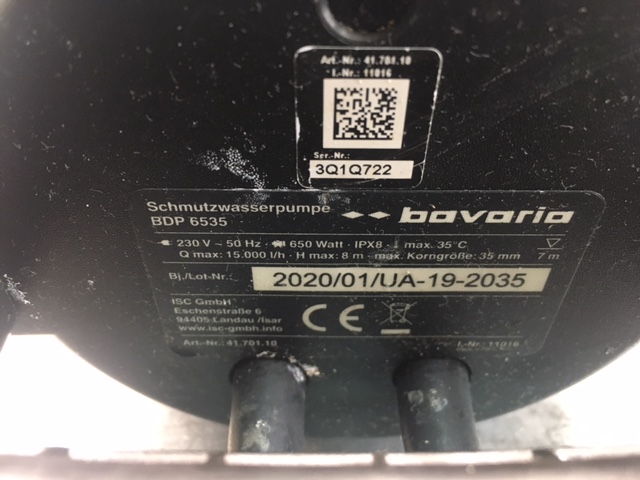 Art.-Nr.: 41.701.10
I.-Nr.: 11016
Ser.-Nr.:
3Q1Q722
Schmutzwasserpumpe
BDP 6535
bavaria
230 V ~ 50 Hz · 650 Watt · IPX8 · max. 35°C
Q max: 15.000 l/h · H max: 8 m · max. Korngröße: 35 mm 7 m
Bj./Lot-Nr.: 2020/01/UA-19-2035
ISC GmbH
Eschenstraße 6
94405 Landau /Isar
www.isc-gmbh.info
CE
Art.-Nr.: 41.701.10 I.-Nr.: 11016